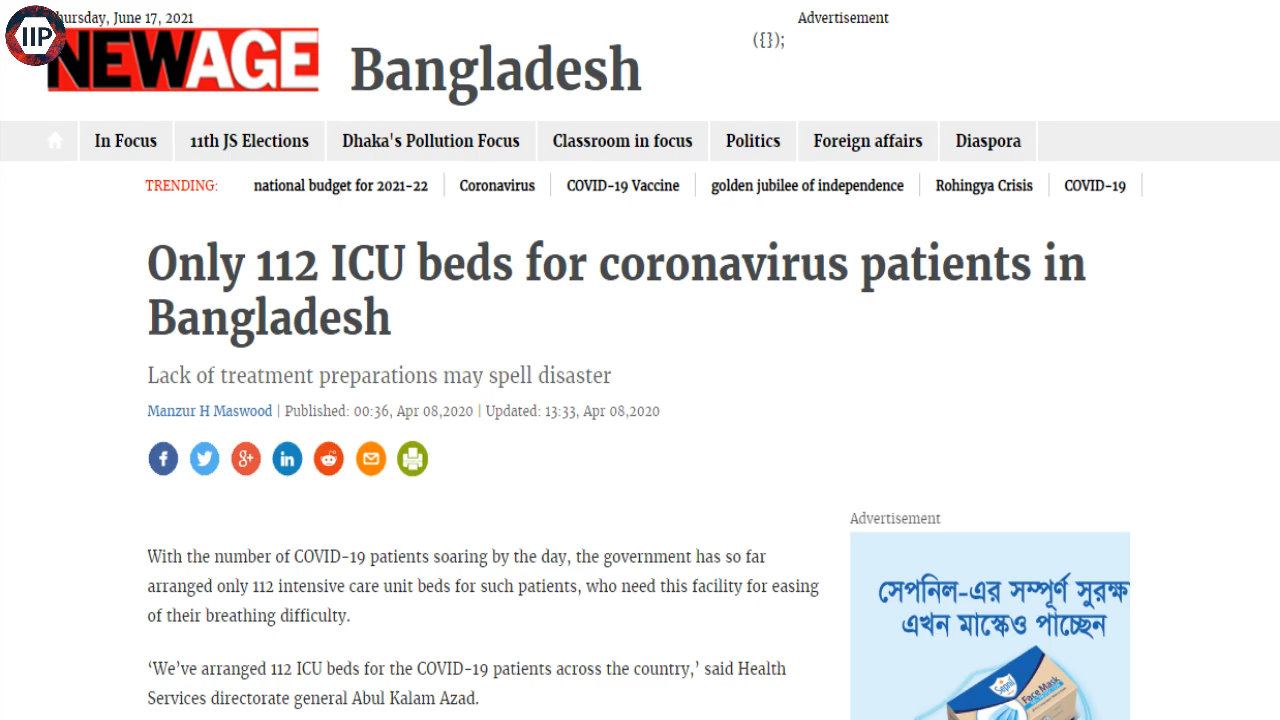 Thursday, June 17, 2021
Advertisement
IIP
({});
NEWAGE
Bangladesh
In Focus
11th JS Elections
Dhaka's Pollution Focus
Classroom in focus
Politics
Foreign affairs
Diaspora
TRENDING:
national budget for 2021-22
Coronavirus
COVID-19 Vaccine
golden jubilee of independence
Rohingya Crisis
COVID-19
Only 112 ICU beds for coronavirus patients in
Bangladesh
Lack of treatment preparations may spell disaster
Manzur H Maswood | Published: 00:36, Apr 08,2020 | Updated: 13:33, Apr 08,2020
Advertisement
With the number of COVID-19 patients soaring by the day, the government has so far
arranged only 112 intensive care unit beds for such patients, who need this facility for easing
of their breathing difficulty.
‘We’ve arranged 112 ICU beds for the COVID-19 patients across the country,’ said Health
Services directorate general Abul Kalam Azad.
সেপনিল-এর সম্পূর্ণ সুরক্ষ
এখন মাস্কেও পাচ্ছেন
Sepnil
Face Mask